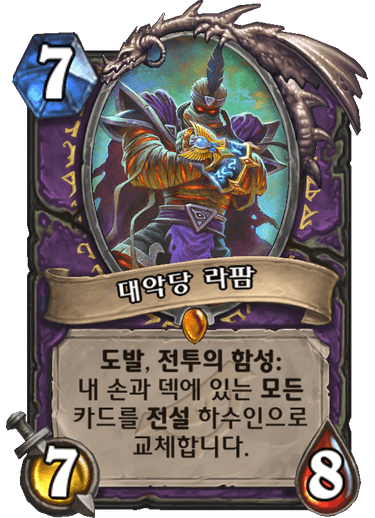 7
대악당 라팜
도발, 전투의 함성:
내 손과 덱에 있는 모든
카드를 전설 하수인으로
교체합니다.
7
8